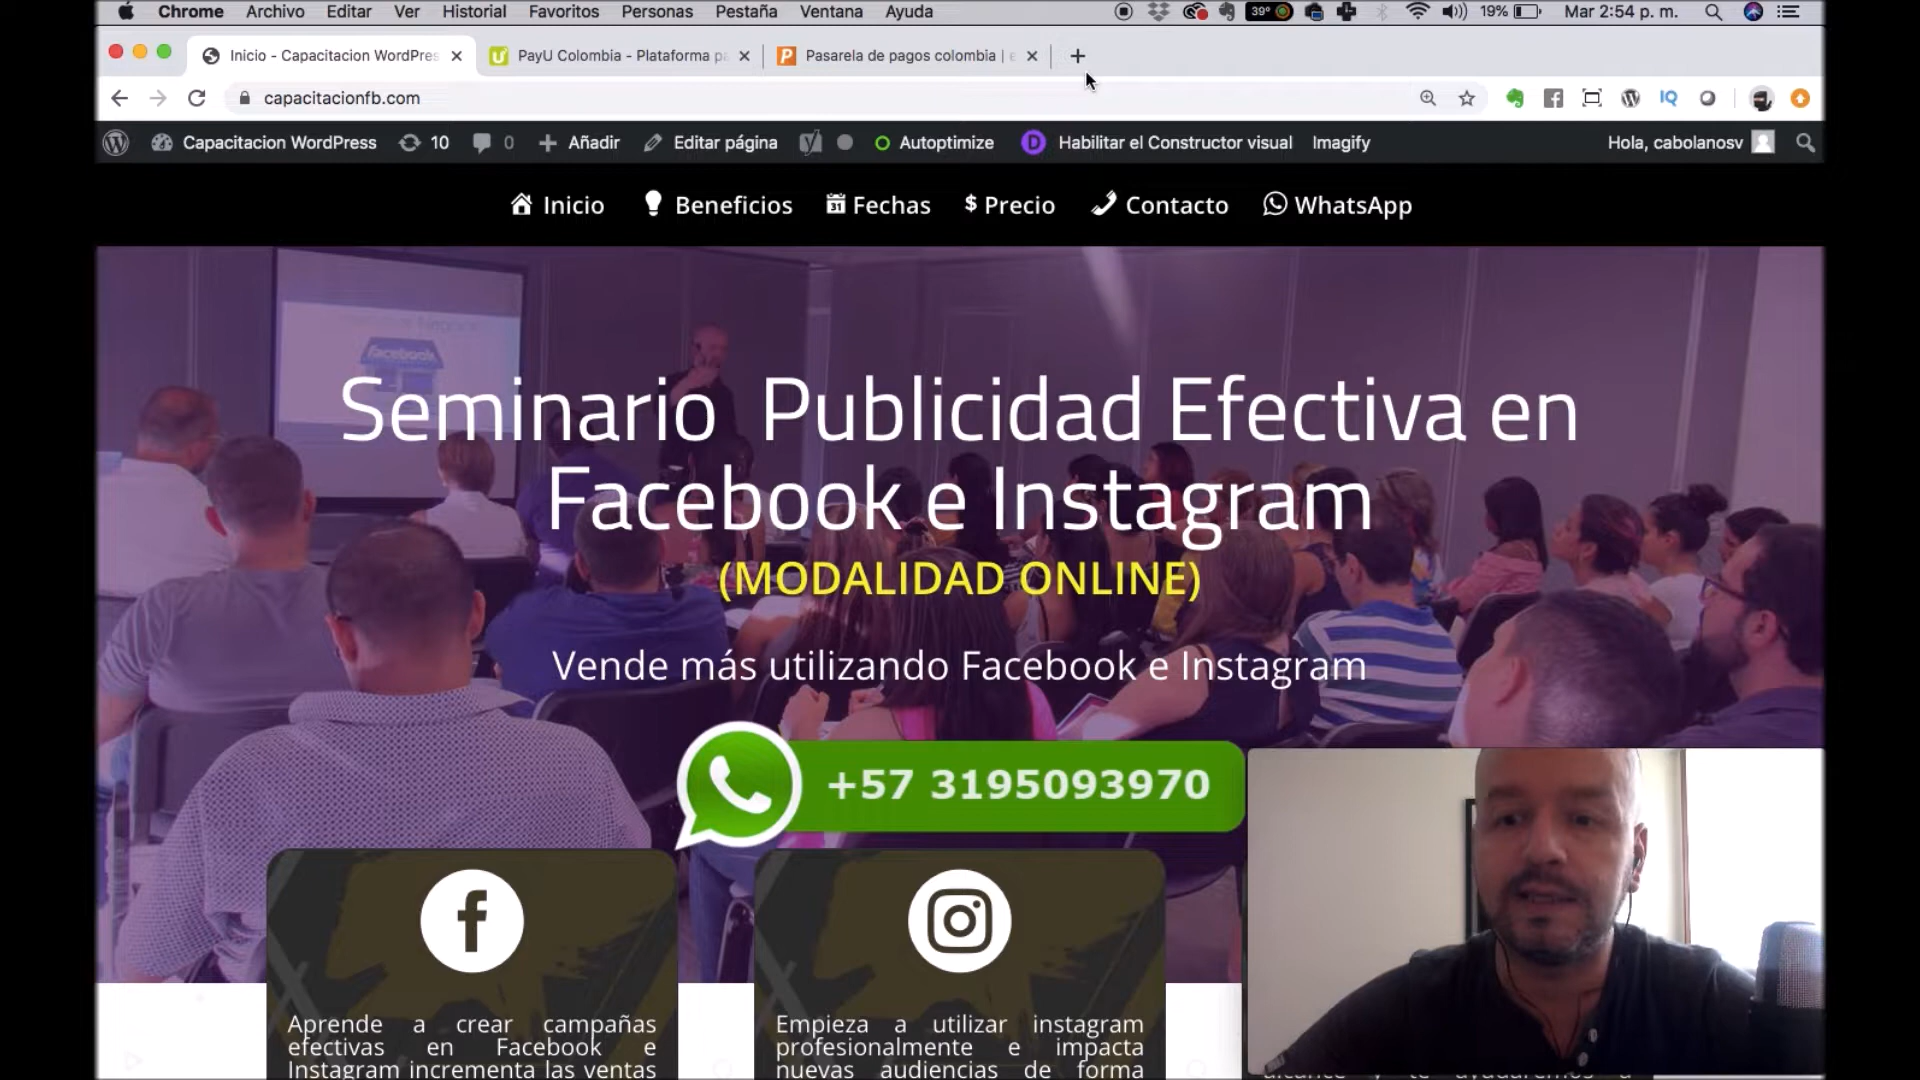 Chrome Archivo Editar Ver Historial Favoritos Personas Pestaña Ventana Ayuda 39° 19% Mar 2:54 p. m.
Inicio - Capacitacion WordPres PayU Colombia - Plataforma pa Pasarela de pagos colombia | e
capacitacionfb.com
Capacitacion WordPress 10 0 Añadir Editar página Autoptimize Habilitar el Constructor visual Imagify Hola, cabolanosv
Inicio Beneficios Fechas $ Precio Contacto WhatsApp
facebook
Seminario Publicidad Efectiva en
Facebook e Instagram
(MODALIDAD ONLINE)
Vende más utilizando Facebook e Instagram
+57 3195093970
Aprende a crear campañas
efectivas en Facebook e
Instagram incrementa las ventas
Empieza a utilizar instagram
profesionalmente e impacta
nuevas audiencias de forma